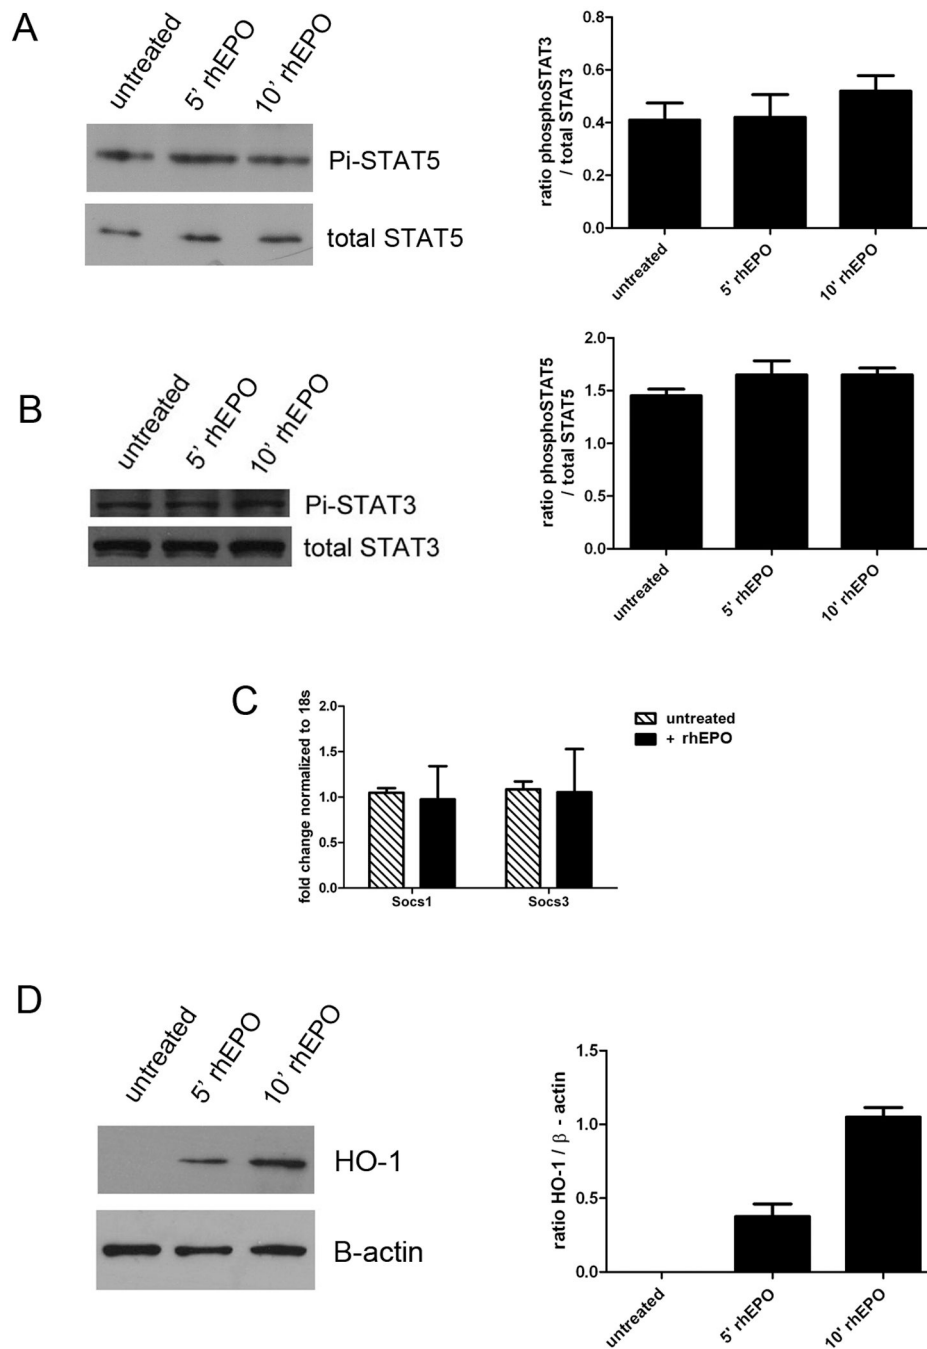 A
untreated
5' rhEPO
10' rhEPO
Pi-STAT5
total STAT5
ratio phosphoSTAT3
/ total STAT3
0.8
0.6
0.4
0.2
0.0
untreated
5' rhEPO
10' rhEPO
B
untreated
5' rhEPO
10' rhEPO
Pi-STAT3
total STAT3
ratio phosphoSTAT5
/ total STAT5
2.0
1.5
1.0
0.5
0.0
untreated
5' rhEPO
10' rhEPO
C
fold change normalized to 18s
2.0
1.5
1.0
0.5
0.0
Socs1
Socs3
untreated
+ rhEPO
D
untreated
5' rhEPO
10' rhEPO
HO-1
B-actin
ratio HO-1 / β - actin
1.5
1.0
0.5
0.0
untreated
5' rhEPO
10' rhEPO